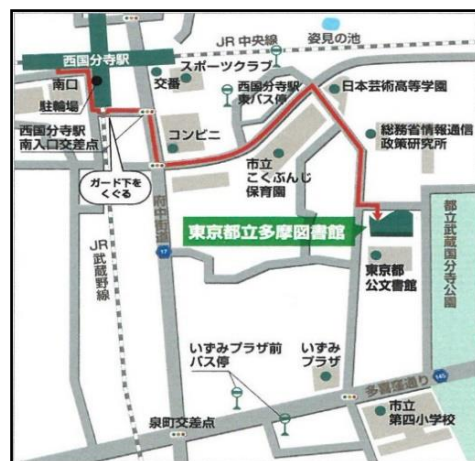 JR 中央線
姿見の池
西国分寺駅
スポーツクラブ
南口
交番
西国分寺駅
東バス停
日本芸術高等学園
駐輪場
西国分寺駅
南入口交差点
コンビニ
総務省情報通信
政策研究所
市立
こくぶんじ
保育園
ガード下を
くぐる
府中街道
東京都立多摩図書館
都立武蔵国分寺公園
17
JR武蔵野線
東京都
公文書館
いずみプラザ前
バス停
いずみ
プラザ
多喜窪通り
145
泉町交差点
市立
第四小学校